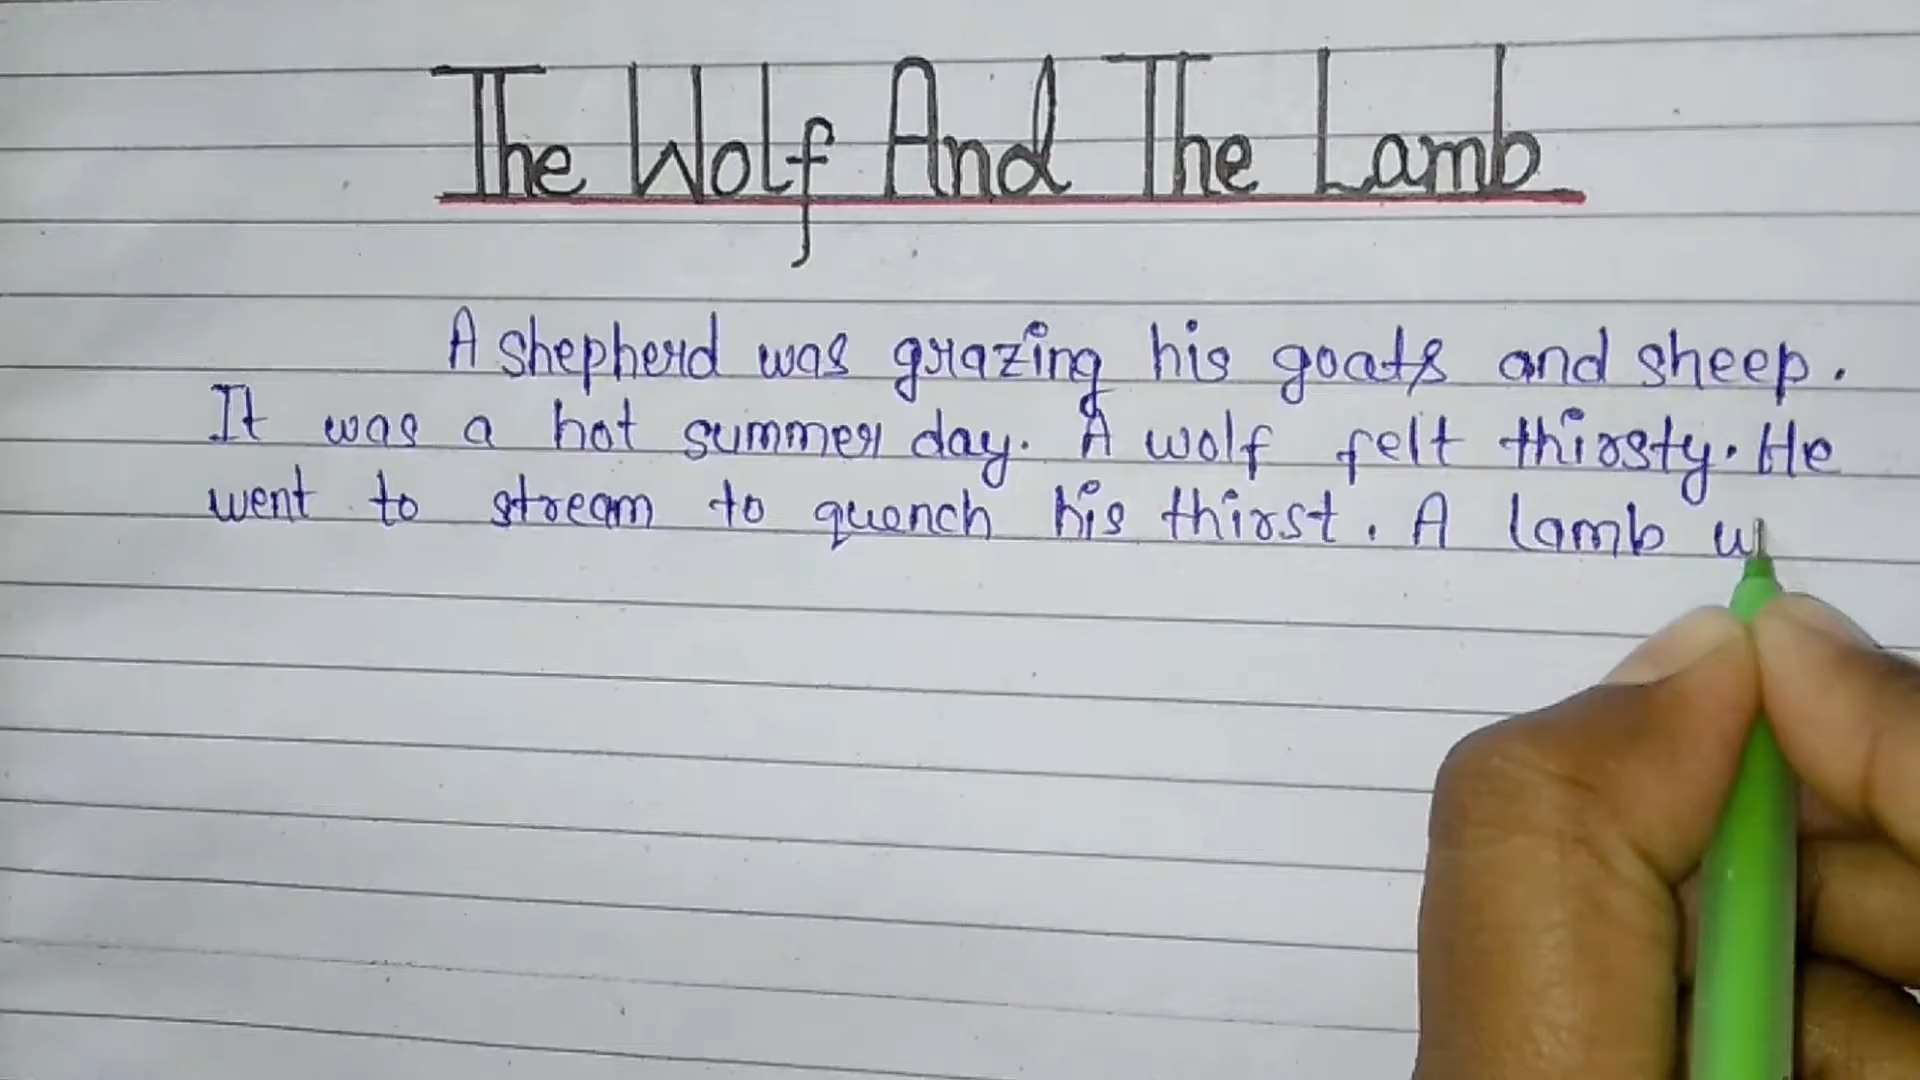 The Wolf And The Lamb
A shepherd was grazing his goats and sheep.
It was a hot summer day. A wolf felt thirsty. He
went to stream to quench his thirst. A lamb w